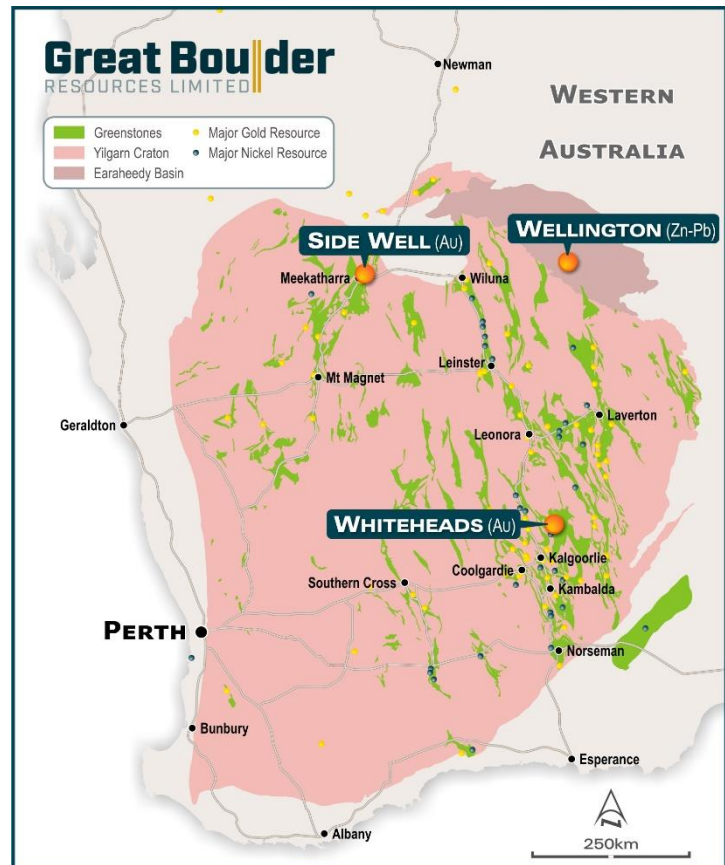 Great Boulder
RESOURCES LIMITED
Greenstones
Yilgarn Craton
Earaheedy Basin
Major Gold Resource
Major Nickel Resource
Newman
WESTERN
AUSTRALIA
SIDE WELL (Au)
WELLINGTON (Zn-Pb)
Meekatharra
Wiluna
Leinster
Mt Magnet
Laverton
Geraldton
Leonora
WHITEHEADS (Au)
Kalgoorlie
Coolgardie
Southern Cross
Kambalda
PERTH
Norseman
Bunbury
Esperance
N
Albany
250km